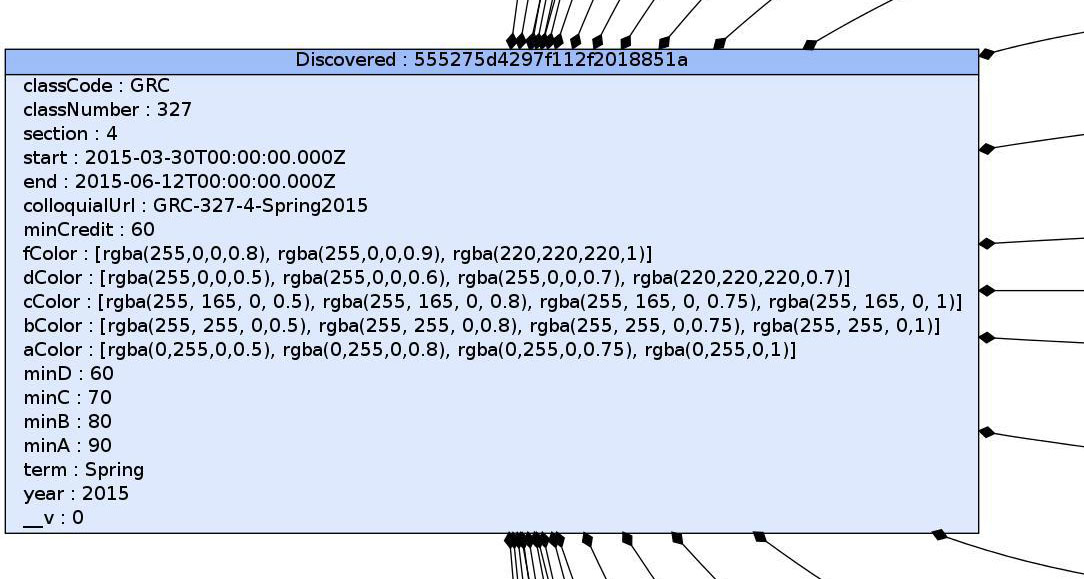 Discovered : 555275d4297f112f2018851a
classCode : GRC
classNumber : 327
section : 4
start : 2015-03-30T00:00:00.000Z
end : 2015-06-12T00:00:00.000Z
colloquialUrl : GRC-327-4-Spring2015
minCredit : 60
fColor : [rgba(255,0,0,0.8), rgba(255,0,0,0.9), rgba(220,220,220,1)]
dColor : [rgba(255,0,0,0.5), rgba(255,0,0,0.6), rgba(255,0,0,0.7), rgba(220,220,220,0.7)]
cColor : [rgba(255, 165, 0, 0.5), rgba(255, 165, 0, 0.8), rgba(255, 165, 0, 0.75), rgba(255, 165, 0, 1)]
bColor : [rgba(255, 255, 0,0.5), rgba(255, 255, 0,0.8), rgba(255, 255, 0,0.75), rgba(255, 255, 0,1)]
aColor : [rgba(0,255,0,0.5), rgba(0,255,0,0.8), rgba(0,255,0,0.75), rgba(0,255,0,1)]
minD : 60
minC : 70
minB : 80
minA : 90
term : Spring
year : 2015
__v : 0